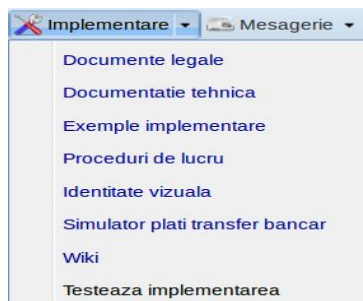 Implementare Mesagerie
Documente legale
Documentatie tehnica
Exemple implementare
Proceduri de lucru
Identitate vizuala
Simulator plati transfer bancar
Wiki
Testeaza implementarea